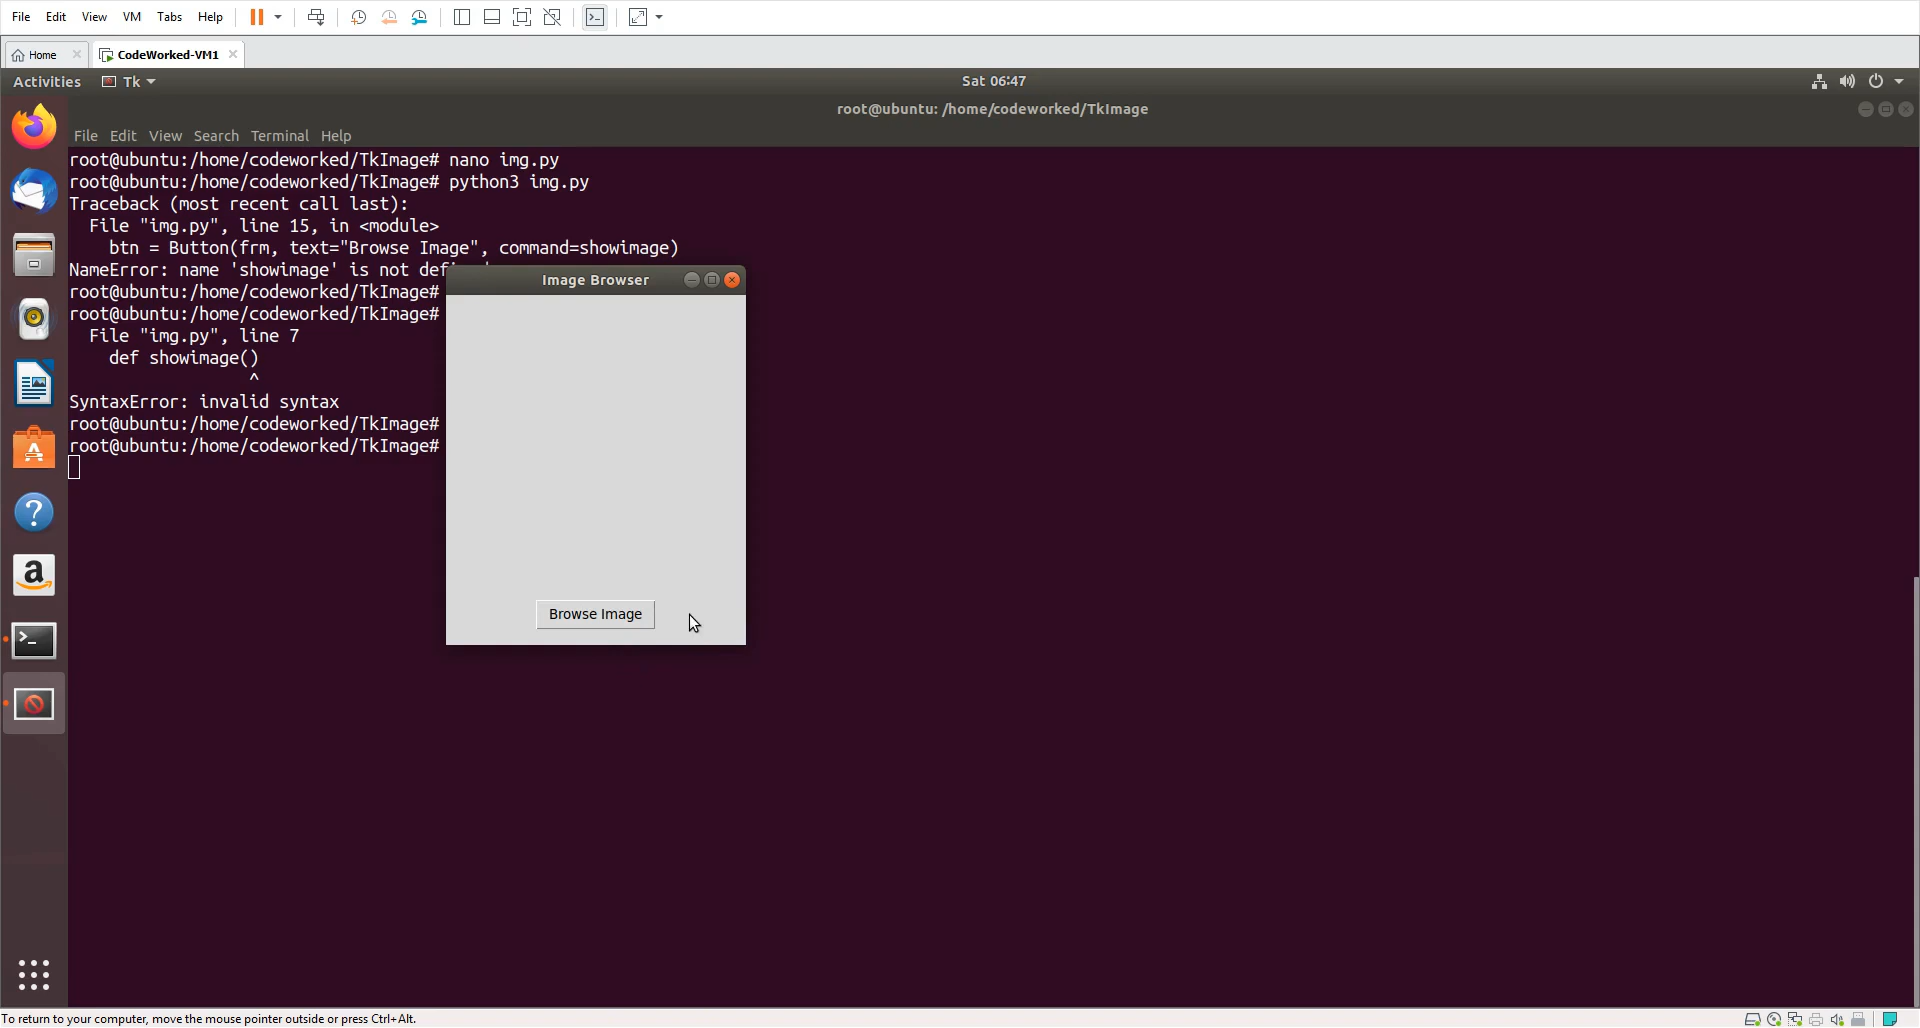 File Edit View VM Tabs Help
Home
CodeWorked-VM1
Activities
Tk
Sat 06:47
root@ubuntu: /home/codeworked/TkImage
File Edit View Search Terminal Help
root@ubuntu:/home/codeworked/TkImage# nano img.py
root@ubuntu:/home/codeworked/TkImage# python3 img.py
Traceback (most recent call last):
File "img.py", line 15, in <module>
btn = Button(frm, text="Browse Image", command=showimage)
NameError: name 'showimage' is not
root@ubuntu:/home/codeworked/TkImage#
root@ubuntu:/home/codeworked/TkImage#
File "img.py", line 7
def showimage()
^
SyntaxError: invalid syntax
root@ubuntu:/home/codeworked/TkImage#
root@ubuntu:/home/codeworked/TkImage#
Image Browser
Browse Image
To return to your computer, move the mouse pointer outside or press Ctrl+Alt.